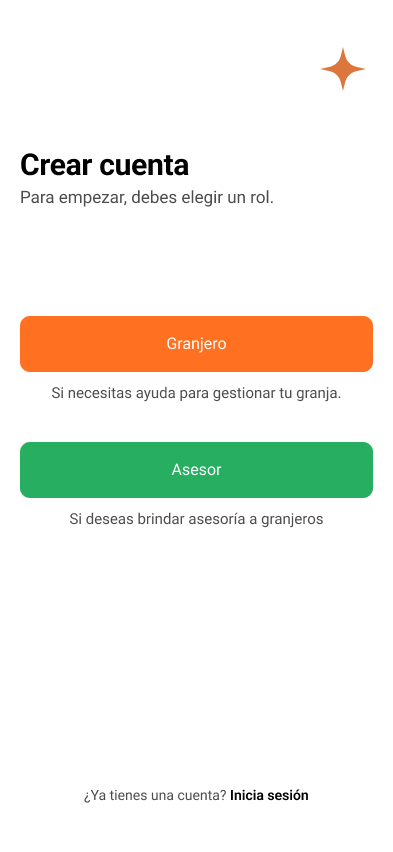 Crear cuenta
Para empezar, debes elegir un rol.
Granjero
Si necesitas ayuda para gestionar tu granja.
Asesor
Si deseas brindar asesoría a granjeros
¿Ya tienes una cuenta? Inicia sesión